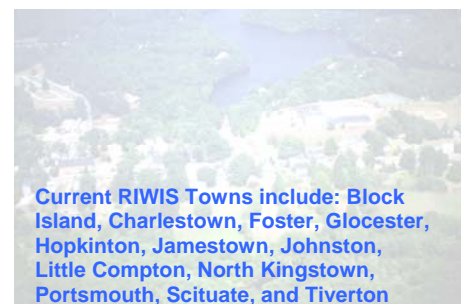 Current RIWIS Towns include: Block
Island, Charlestown, Foster, Glocester,
Hopkinton, Jamestown, Johnston,
Little Compton, North Kingstown,
Portsmouth, Scituate, and Tiverton